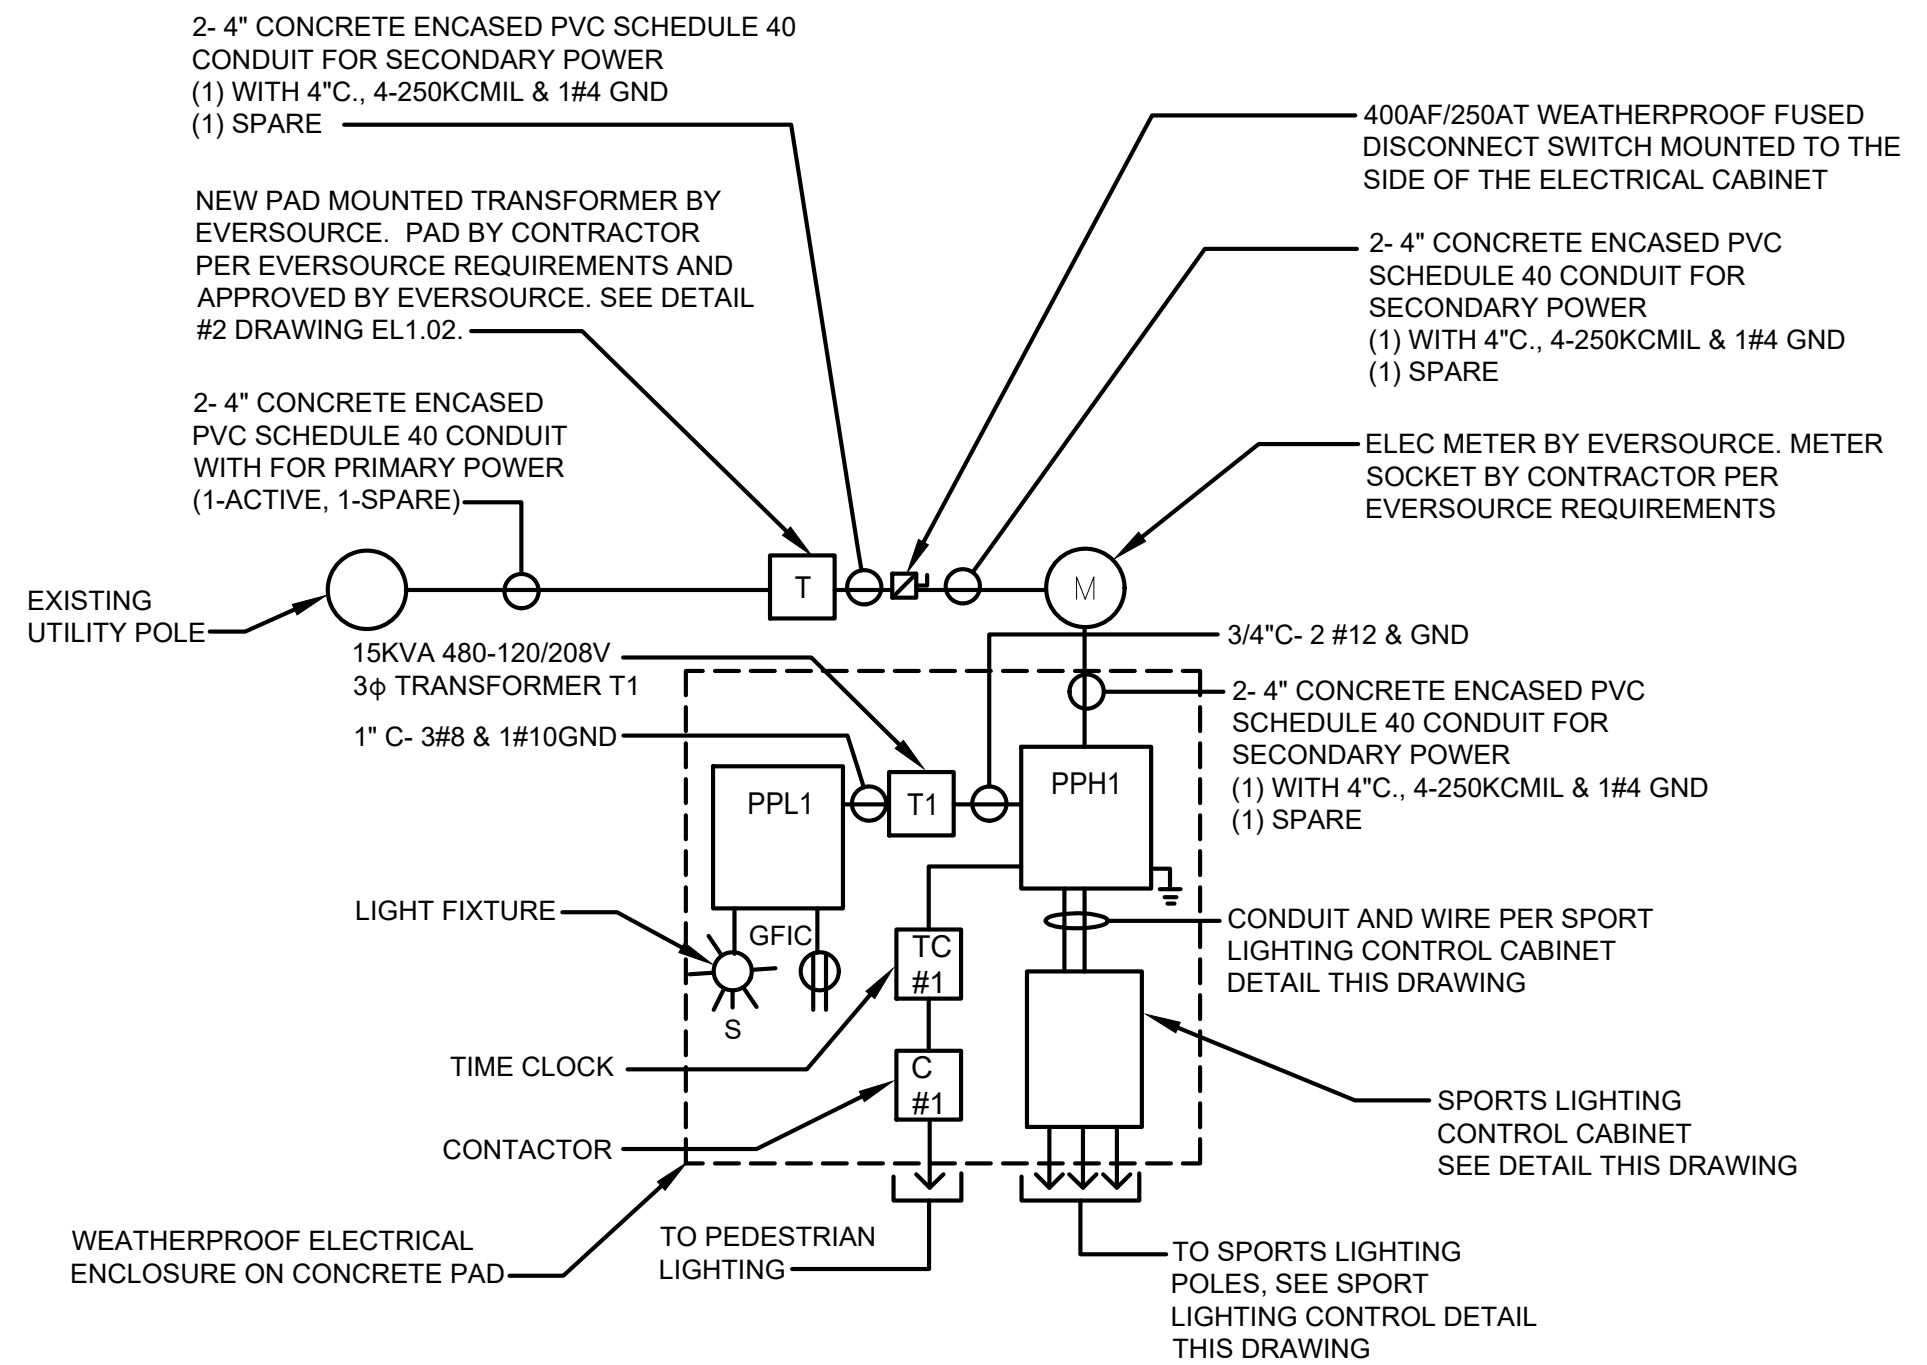 2- 4" CONCRETE ENCASED PVC SCHEDULE 40
CONDUIT FOR SECONDARY POWER
(1) WITH 4"C., 4-250KCMIL & 1#4 GND
(1) SPARE
400AF/250AT WEATHERPROOF FUSED
DISCONNECT SWITCH MOUNTED TO THE
SIDE OF THE ELECTRICAL CABINET
NEW PAD MOUNTED TRANSFORMER BY
EVERSOURCE. PAD BY CONTRACTOR
PER EVERSOURCE REQUIREMENTS AND
APPROVED BY EVERSOURCE. SEE DETAIL
#2 DRAWING EL1.02.
2- 4" CONCRETE ENCASED PVC
SCHEDULE 40 CONDUIT FOR
SECONDARY POWER
(1) WITH 4"C., 4-250KCMIL & 1#4 GND
(1) SPARE
2- 4" CONCRETE ENCASED
PVC SCHEDULE 40 CONDUIT
WITH FOR PRIMARY POWER
(1-ACTIVE, 1-SPARE)
ELEC METER BY EVERSOURCE. METER
SOCKET BY CONTRACTOR PER
EVERSOURCE REQUIREMENTS
T
M
EXISTING
UTILITY POLE
15KVA 480-120/208V
3ϕ TRANSFORMER T1
3/4"C- 2 #12 & GND
1" C- 3#8 & 1#10GND
2- 4" CONCRETE ENCASED PVC
SCHEDULE 40 CONDUIT FOR
SECONDARY POWER
(1) WITH 4"C., 4-250KCMIL & 1#4 GND
(1) SPARE
PPL1
T1
PPH1
LIGHT FIXTURE
GFIC
S
TC
#1
CONDUIT AND WIRE PER SPORT
LIGHTING CONTROL CABINET
DETAIL THIS DRAWING
TIME CLOCK
C
#1
CONTACTOR
SPORTS LIGHTING
CONTROL CABINET
SEE DETAIL THIS DRAWING
WEATHERPROOF ELECTRICAL
ENCLOSURE ON CONCRETE PAD
TO PEDESTRIAN
LIGHTING
TO SPORTS LIGHTING
POLES, SEE SPORT
LIGHTING CONTROL DETAIL
THIS DRAWING